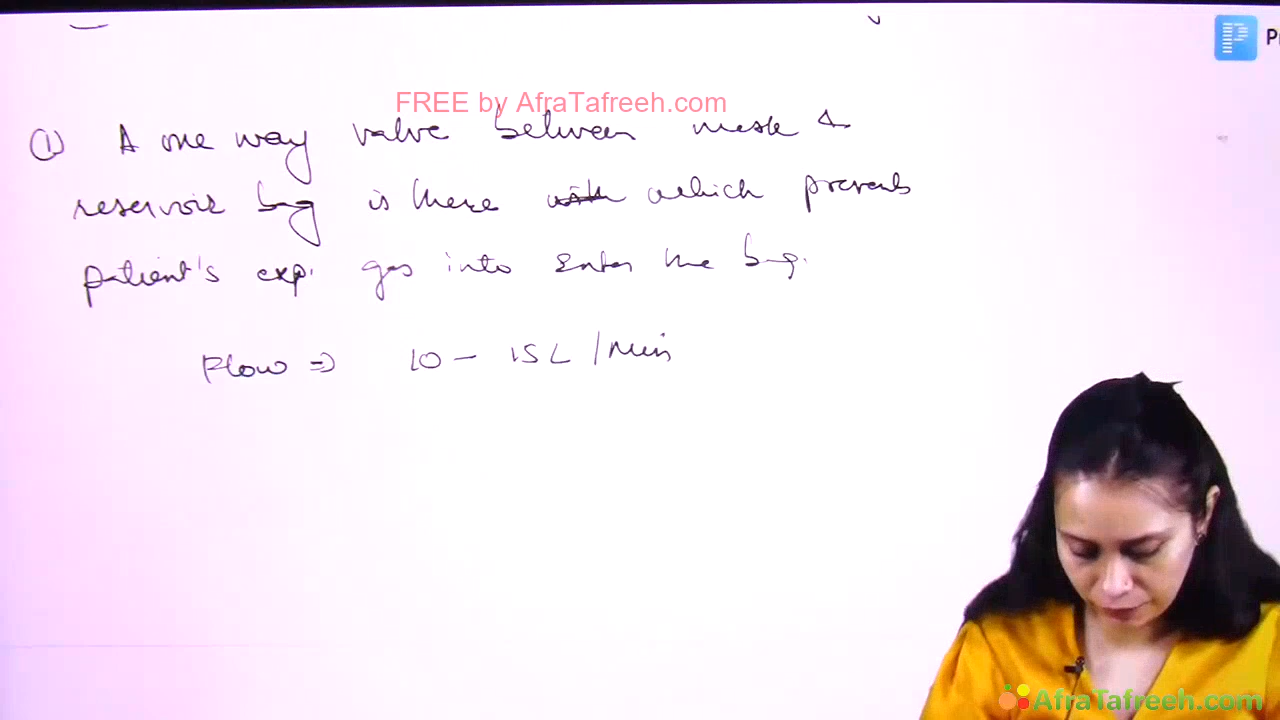 P
FREE by AfraTafreeh.com
① A one way valve between mask &
reservoir bag is there which prevents
patient's exp. gas into enter the bag.
Flow ⇒ 10 - 15L /min
AfraTafreeh.com